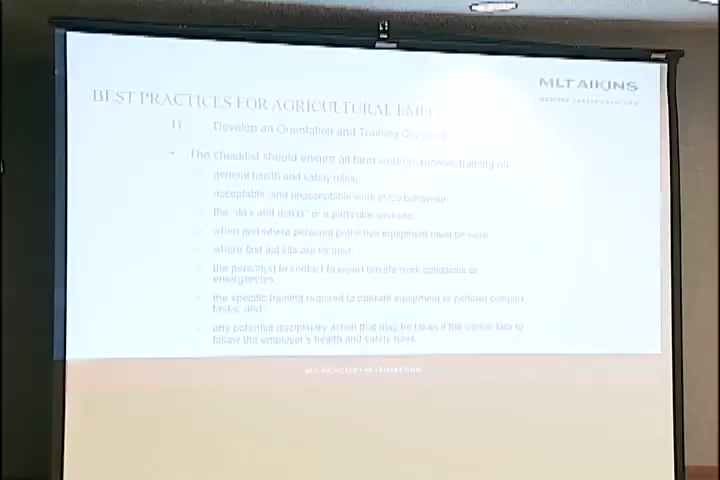 MLT AIKINS
BEST PRACTICES FOR AGRICULTURAL
1) Develop an Orientation and Training
• The checklist should ensure all farm workers receive training on
– general health and safety rules;
– acceptable and unauceptable work place behaviour;
– the "do's and don'ts" of a particular worksite;
– when and where personal protective equipment must be worn
– where first aid kits are located
– the person(s) to contact to report unsafe work conditions or
emergencies
– the specific training required to operate equipment or perform complex
tasks; and
– any potential disciplinary action that may be taken if the worker fails to
follow the employer's health and safety rules